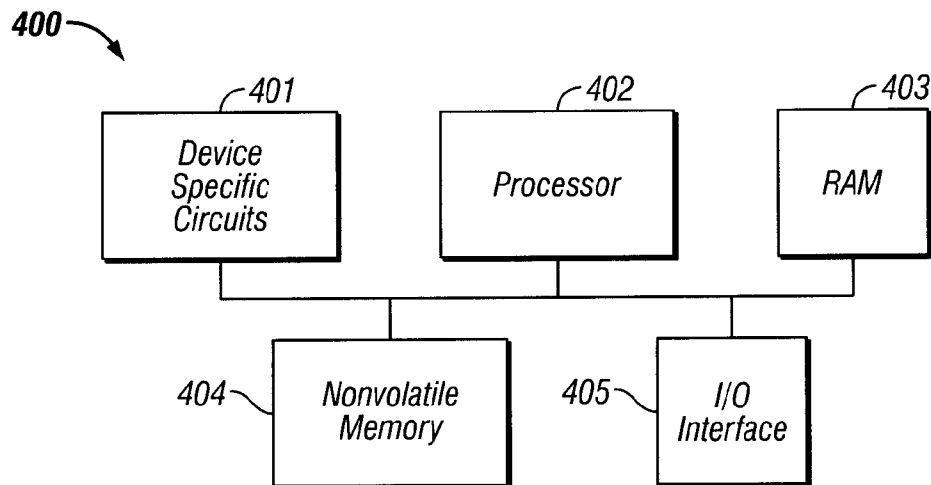 400
401
402
403
Device
Specific
Circuits
Processor
RAM
404
Nonvolatile
Memory
405
I/O
Interface